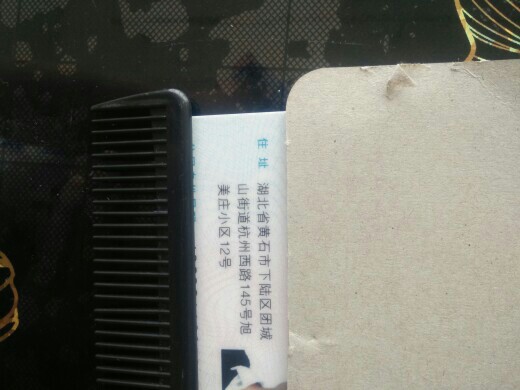 住址 湖北省黄石市下陆区团城
山街道杭州西路145号旭
美庄小区12号